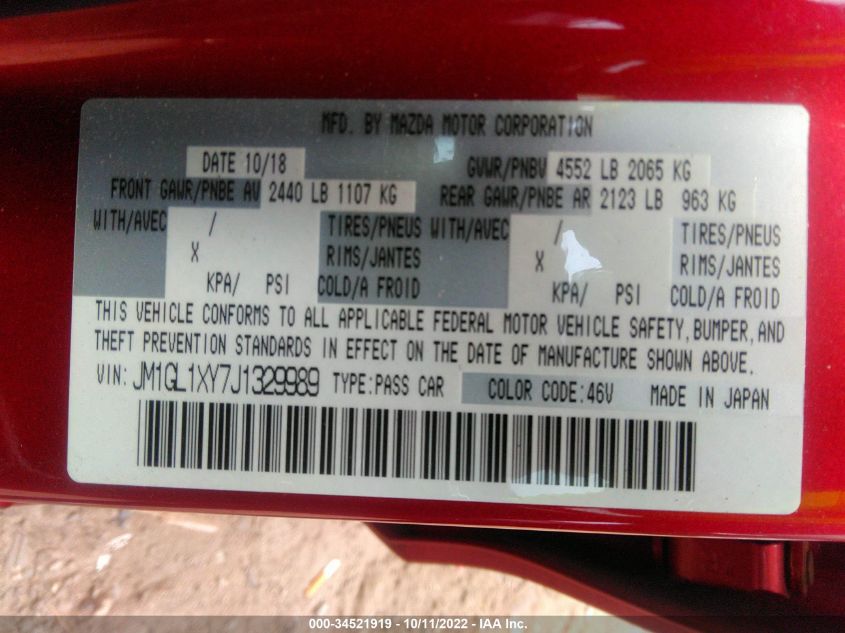 MFD. BY MAZDA MOTOR CORPORATION
DATE 10/18 GVWR/PNBV 4552 LB 2065 KG
FRONT GAWR/PNBE AV 2440 LB 1107 KG REAR GAWR/PNBE AR 2123 LB 963 KG
WITH/AVEC / TIRES/PNEUS WITH/AVEC / TIRES/PNEUS
X RIMS/JANTES X RIMS/JANTES
KPA/ PSI COLD/A FROID KPA/ PSI COLD/A FROID
THIS VEHICLE CONFORMS TO ALL APPLICABLE FEDERAL MOTOR VEHICLE SAFETY, BUMPER, AND
THEFT PREVENTION STANDARDS IN EFFECT ON THE DATE OF MANUFACTURE SHOWN ABOVE.
VIN: JM1GL1XY7J1329989 TYPE:PASS CAR COLOR CODE:46V MADE IN JAPAN
000-34521919 - 10/11/2022 - IAA Inc.